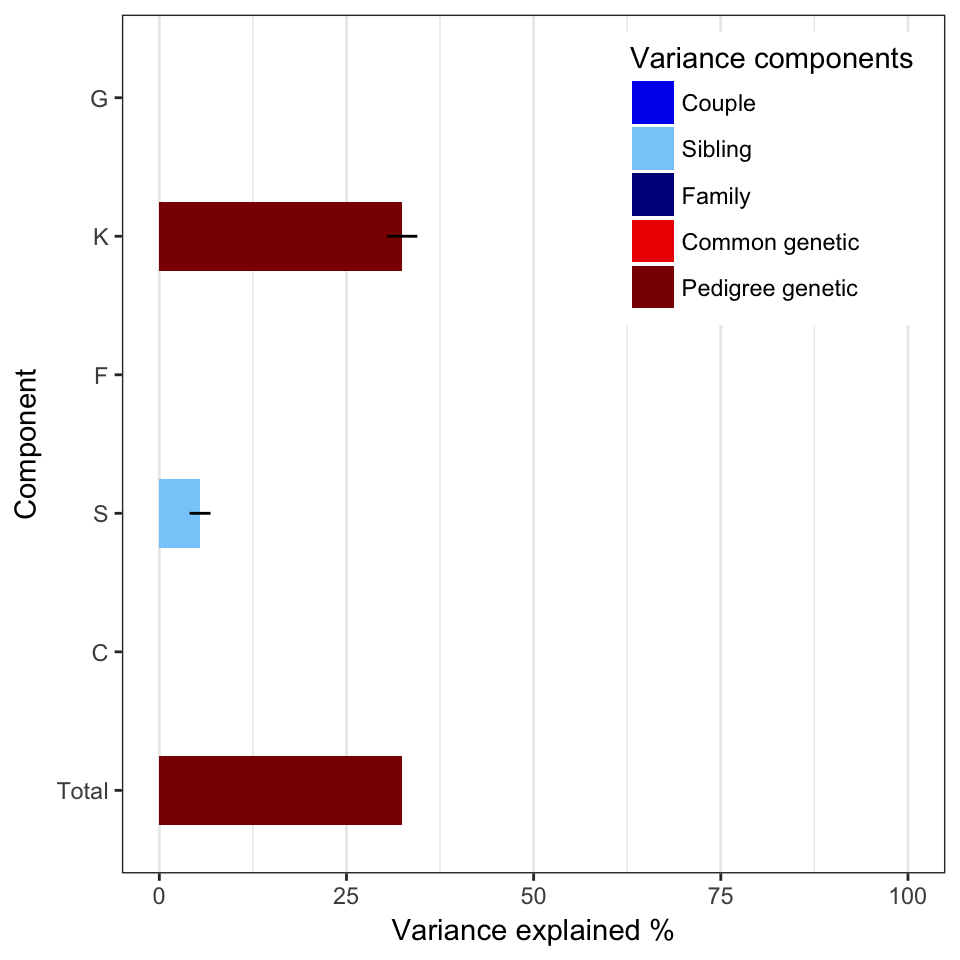 Variance components
Couple
Sibling
Family
Common genetic
Pedigree genetic
Component
G
K
F
S
C
Total
0 25 50 75 100
Variance explained %